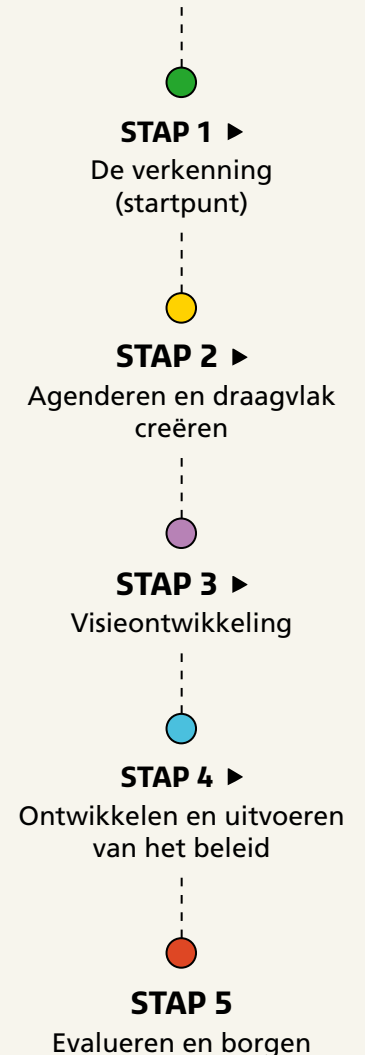 STAP 1 ▶
De verkenning
(startpunt)
STAP 2 ▶
Agenderen en draagvlak
creëren
STAP 3 ▶
Visieontwikkeling
STAP 4 ▶
Ontwikkelen en uitvoeren
van het beleid
STAP 5
Evalueren en borgen